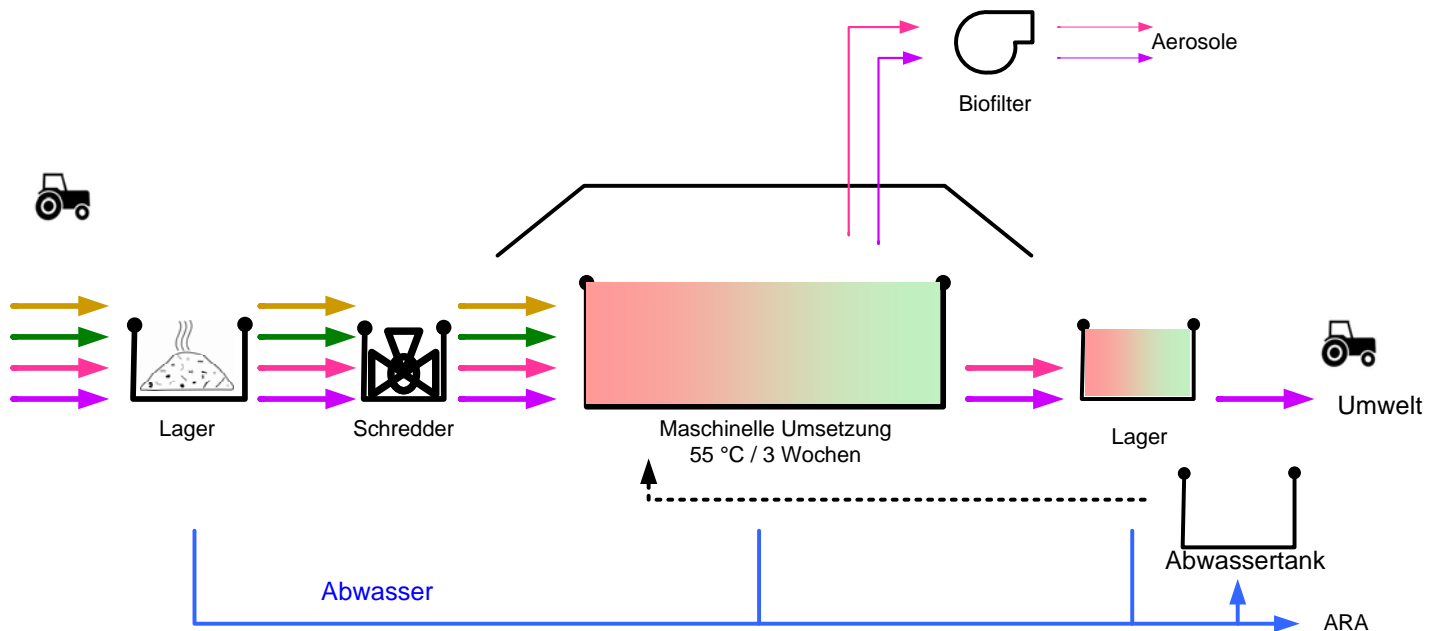 Aerosole
Biofilter
Lager
Schredder
Maschinelle Umsetzung
55 °C / 3 Wochen
Lager
Umwelt
Abwassertank
Abwasser
ARA